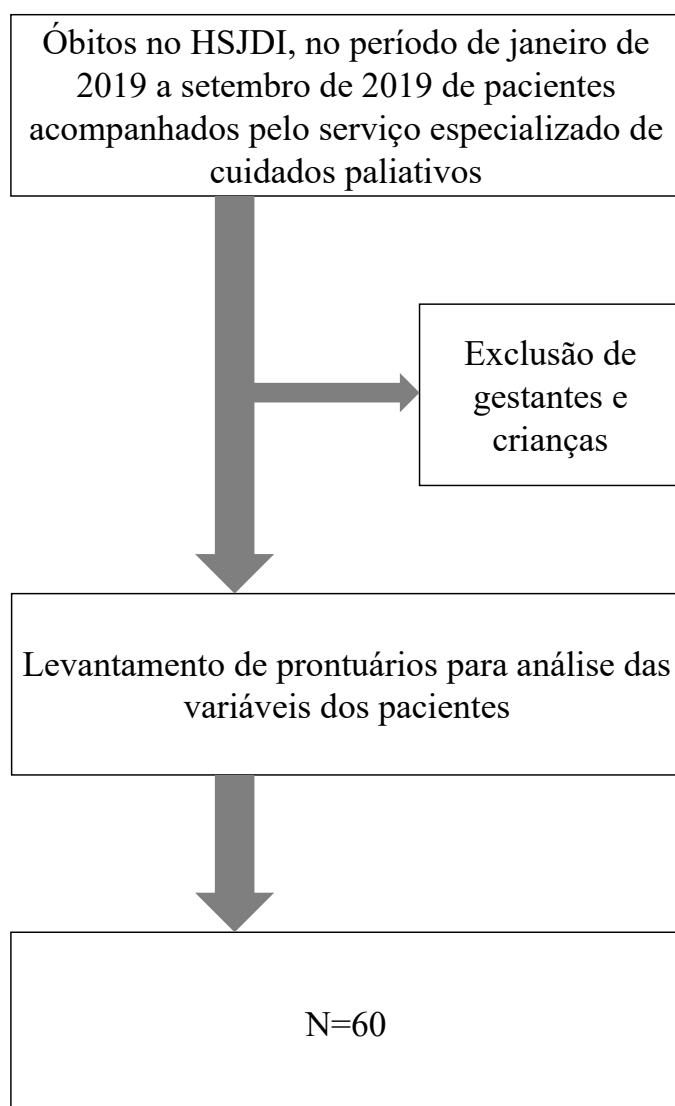 Óbitos no HSJDI, no período de janeiro de
2019 a setembro de 2019 de pacientes
acompanhados pelo serviço especializado de
cuidados paliativos
Exclusão de
gestantes e
crianças
Levantamento de prontuários para análise das
variáveis dos pacientes
N=60